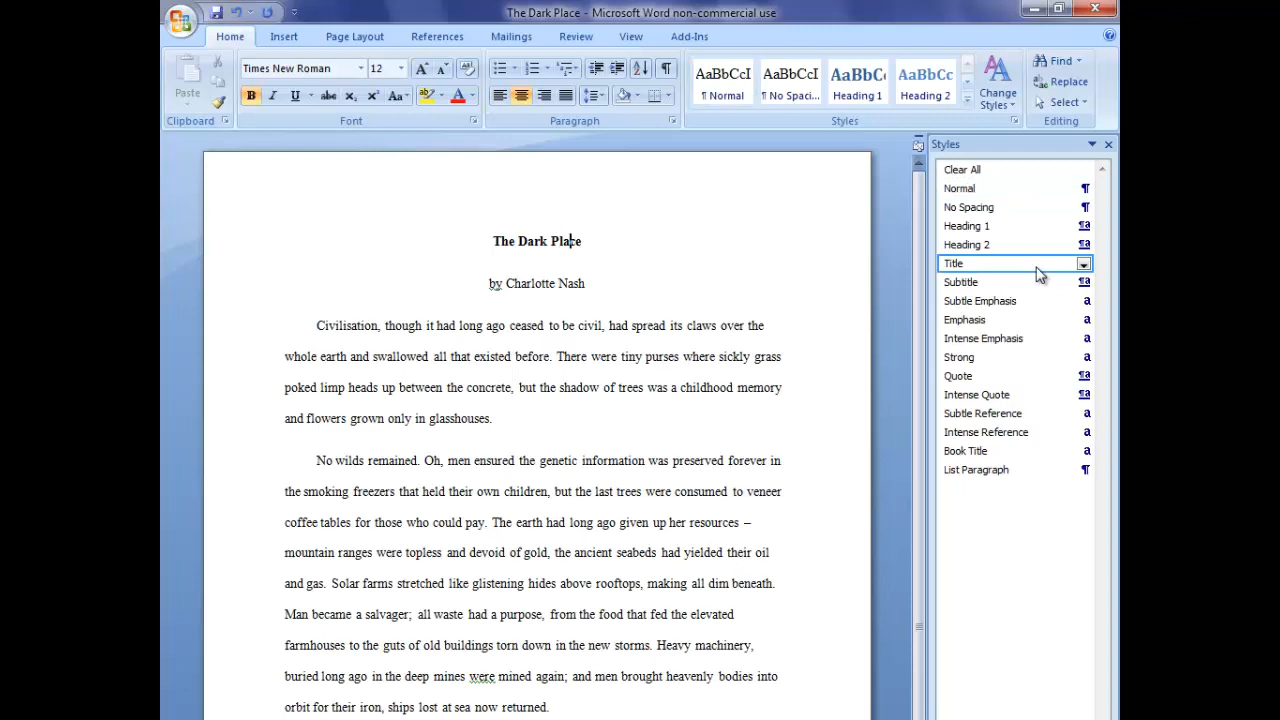 The Dark Place – Microsoft Word non-commercial use
Home Insert Page Layout References Mailings Review View Add-Ins
Paste
Times New Roman 12
B I U abc x₂ x² Aa
AaBbCcI AaBbCcI AaBbC AaBbCc
¶ Normal ¶ No Spaci... Heading 1 Heading 2
Change Styles
Find
Replace
Select
Clipboard Font Paragraph Styles Editing
Styles
Clear All
Normal ¶
No Spacing ¶
Heading 1 ¶a
Heading 2 ¶a
Title
Subtitle ¶a
Subtle Emphasis a
Emphasis a
Intense Emphasis a
Strong a
Quote ¶a
Intense Quote ¶a
Subtle Reference a
Intense Reference a
Book Title a
List Paragraph ¶
The Dark Place
by Charlotte Nash
Civilisation, though it had long ago ceased to be civil, had spread its claws over the
whole earth and swallowed all that existed before. There were tiny purses where sickly grass
poked limp heads up between the concrete, but the shadow of trees was a childhood memory
and flowers grown only in glasshouses.
No wilds remained. Oh, men ensured the genetic information was preserved forever in
the smoking freezers that held their own children, but the last trees were consumed to veneer
coffee tables for those who could pay. The earth had long ago given up her resources –
mountain ranges were topless and devoid of gold, the ancient seabeds had yielded their oil
and gas. Solar farms stretched like glistening hides above rooftops, making all dim beneath.
Man became a salvager; all waste had a purpose, from the food that fed the elevated
farmhouses to the guts of old buildings torn down in the new storms. Heavy machinery,
buried long ago in the deep mines were mined again; and men brought heavenly bodies into
orbit for their iron, ships lost at sea now returned.